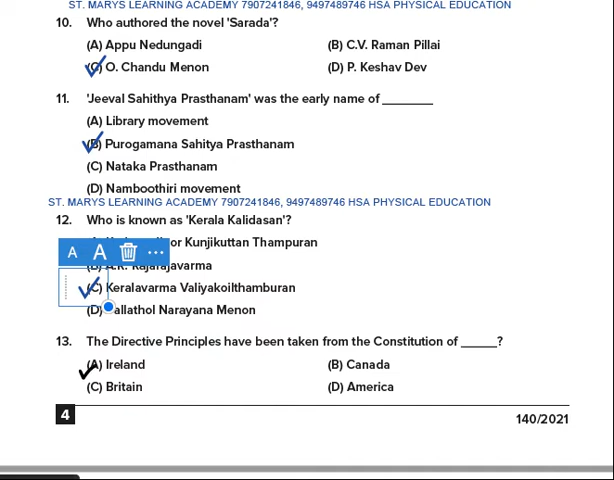 ST. MARYS LEARNING ACADEMY 7907241846, 9497489746 HSA PHYSICAL EDUCATION
10. Who authored the novel 'Sarada'?
(A) Appu Nedungadi (B) C.V. Raman Pillai
(C) O. Chandu Menon (D) P. Keshav Dev
11. 'Jeeval Sahithya Prasthanam' was the early name of ________
(A) Library movement
(B) Purogamana Sahitya Prasthanam
(C) Nataka Prasthanam
(D) Namboothiri movement
ST. MARYS LEARNING ACADEMY 7907241846, 9497489746 HSA PHYSICAL EDUCATION
12. Who is known as 'Kerala Kalidasan'?
or Kunjikuttan Thampuran
A A ...
(B) A.R. Rajarajavarma
(C) Keralavarma Valiyakoilthamburan
(D) allathol Narayana Menon
13. The Directive Principles have been taken from the Constitution of ______?
(A) Ireland (B) Canada
(C) Britain (D) America
4
140/2021